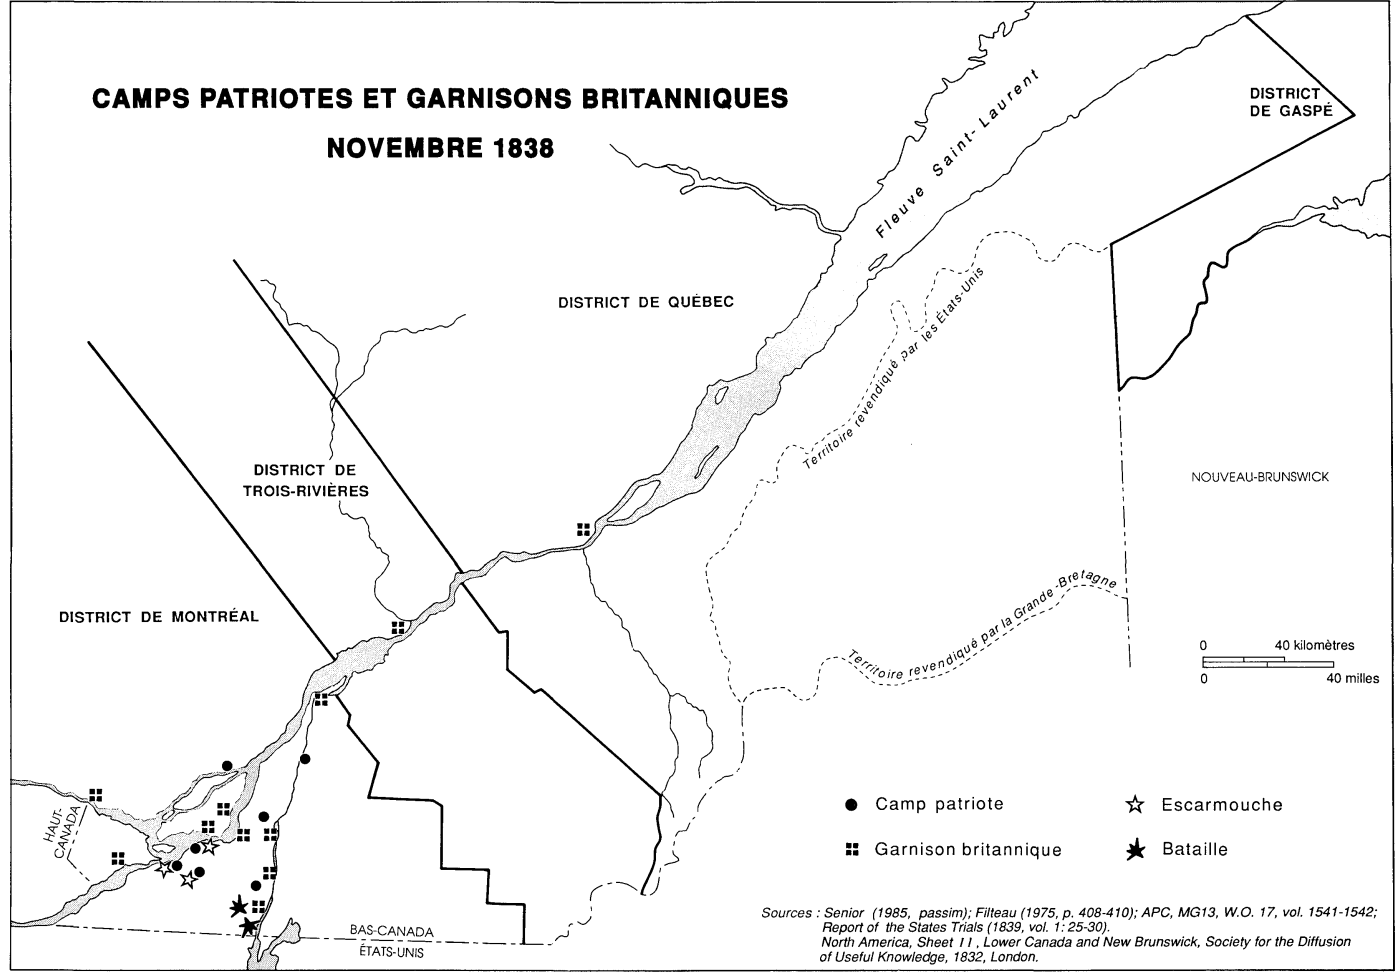 CAMPS PATRIOTES ET GARNISONS BRITANNIQUES
NOVEMBRE 1838
DISTRICT
DE GASPÉ
Fleuve Saint-Laurent
DISTRICT DE QUÉBEC
Territoire revendiqué par les États-Unis
DISTRICT DE
TROIS-RIVIÈRES
NOUVEAU-BRUNSWICK
DISTRICT DE MONTRÉAL
Territoire revendiqué par la Grande-Bretagne
0 40 kilomètres
0 40 milles
HAUT-
CANADA
Camp patriote
Escarmouche
Garnison britannique
Bataille
BAS-CANADA
ÉTATS-UNIS
Sources : Senior (1985, passim); Filteau (1975, p. 408-410); APC, MG13, W.O. 17, vol. 1541-1542;
Report of the States Trials (1839, vol. 1: 25-30).
North America, Sheet II, Lower Canada and New Brunswick, Society for the Diffusion
of Useful Knowledge, 1832, London.